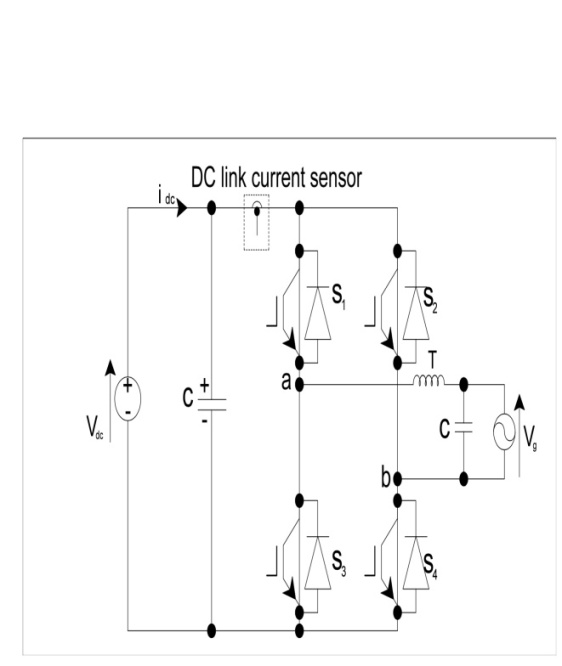 DC link current sensor
i dc
S1
S2
T
a
C
+
-
+
-
Vdc
C
Vg
b
S3
S4